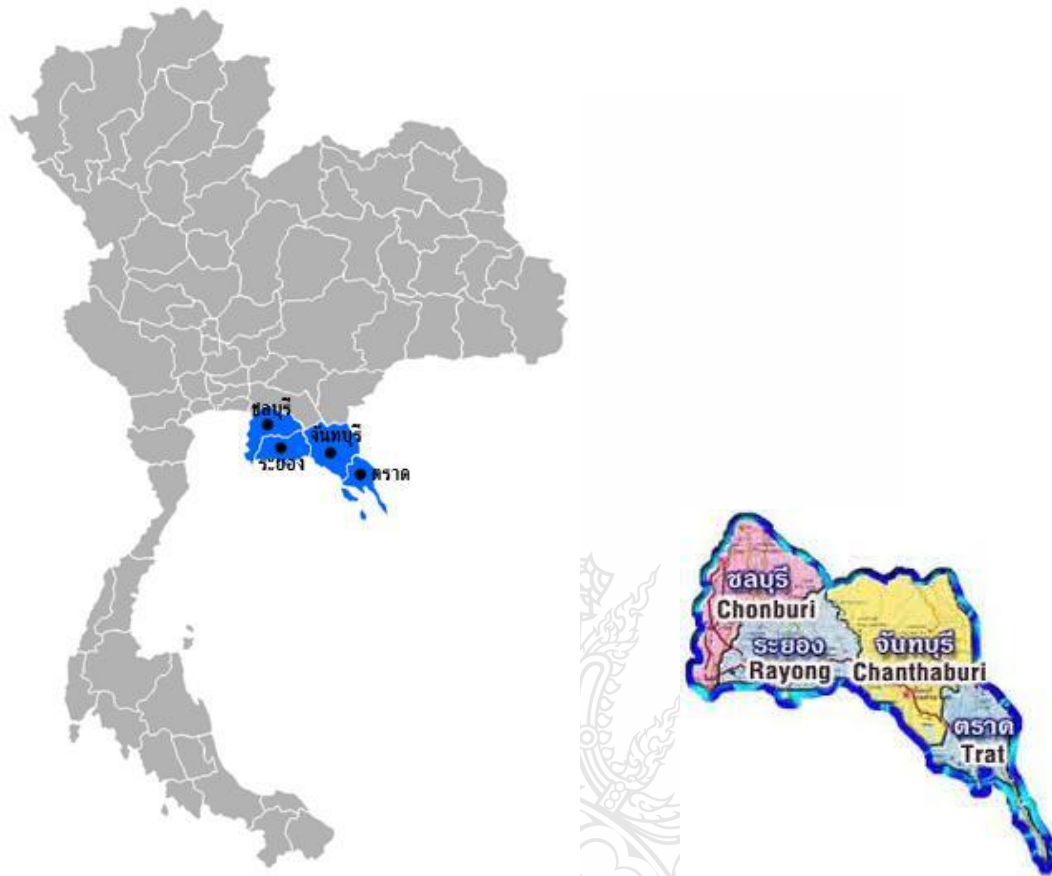 ชลบุรี
จันทบุรี
ระยอง
ตราด
ชลบุรี
Chonburi
ระยอง
Rayong
จันทบุรี
Chanthaburi
ตราด
Trat